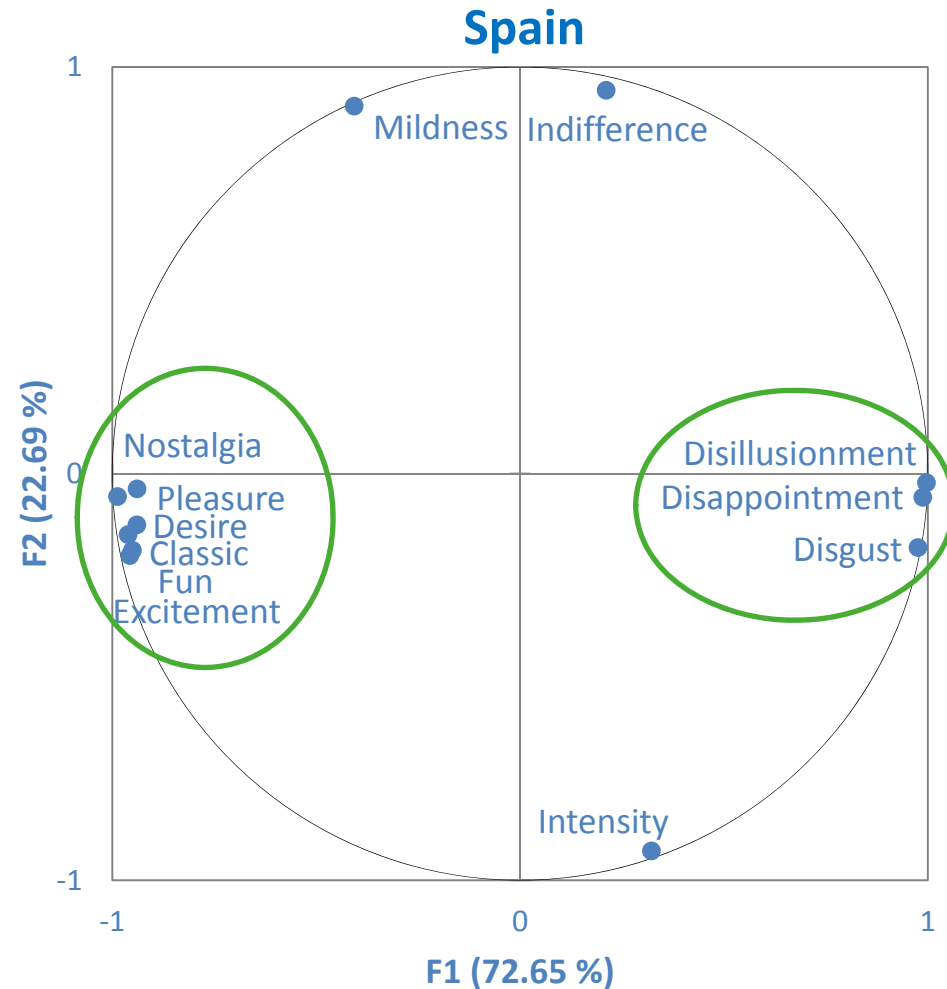 Spain
1
Mildness
Indifference
Nostalgia
Disillusionment
0
Pleasure
Disappointment
Desire
Classic
Disgust
Fun
Excitement
F2 (22.69 %)
Intensity
-1
-1
0
1
F1 (72.65 %)